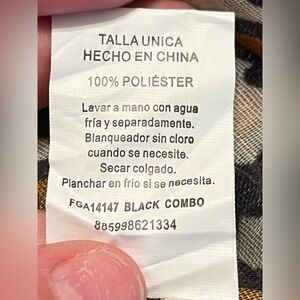 TALLA UNICA
HECHO EN CHINA
100% POLIÉSTER
Lavar a mano con agua
fría y separadamente.
Blanqueador sin cloro
cuando se necesite.
Secar colgado.
Planchar en frio si se necesita.
FGA14147 BLACK COMBO
885998621334